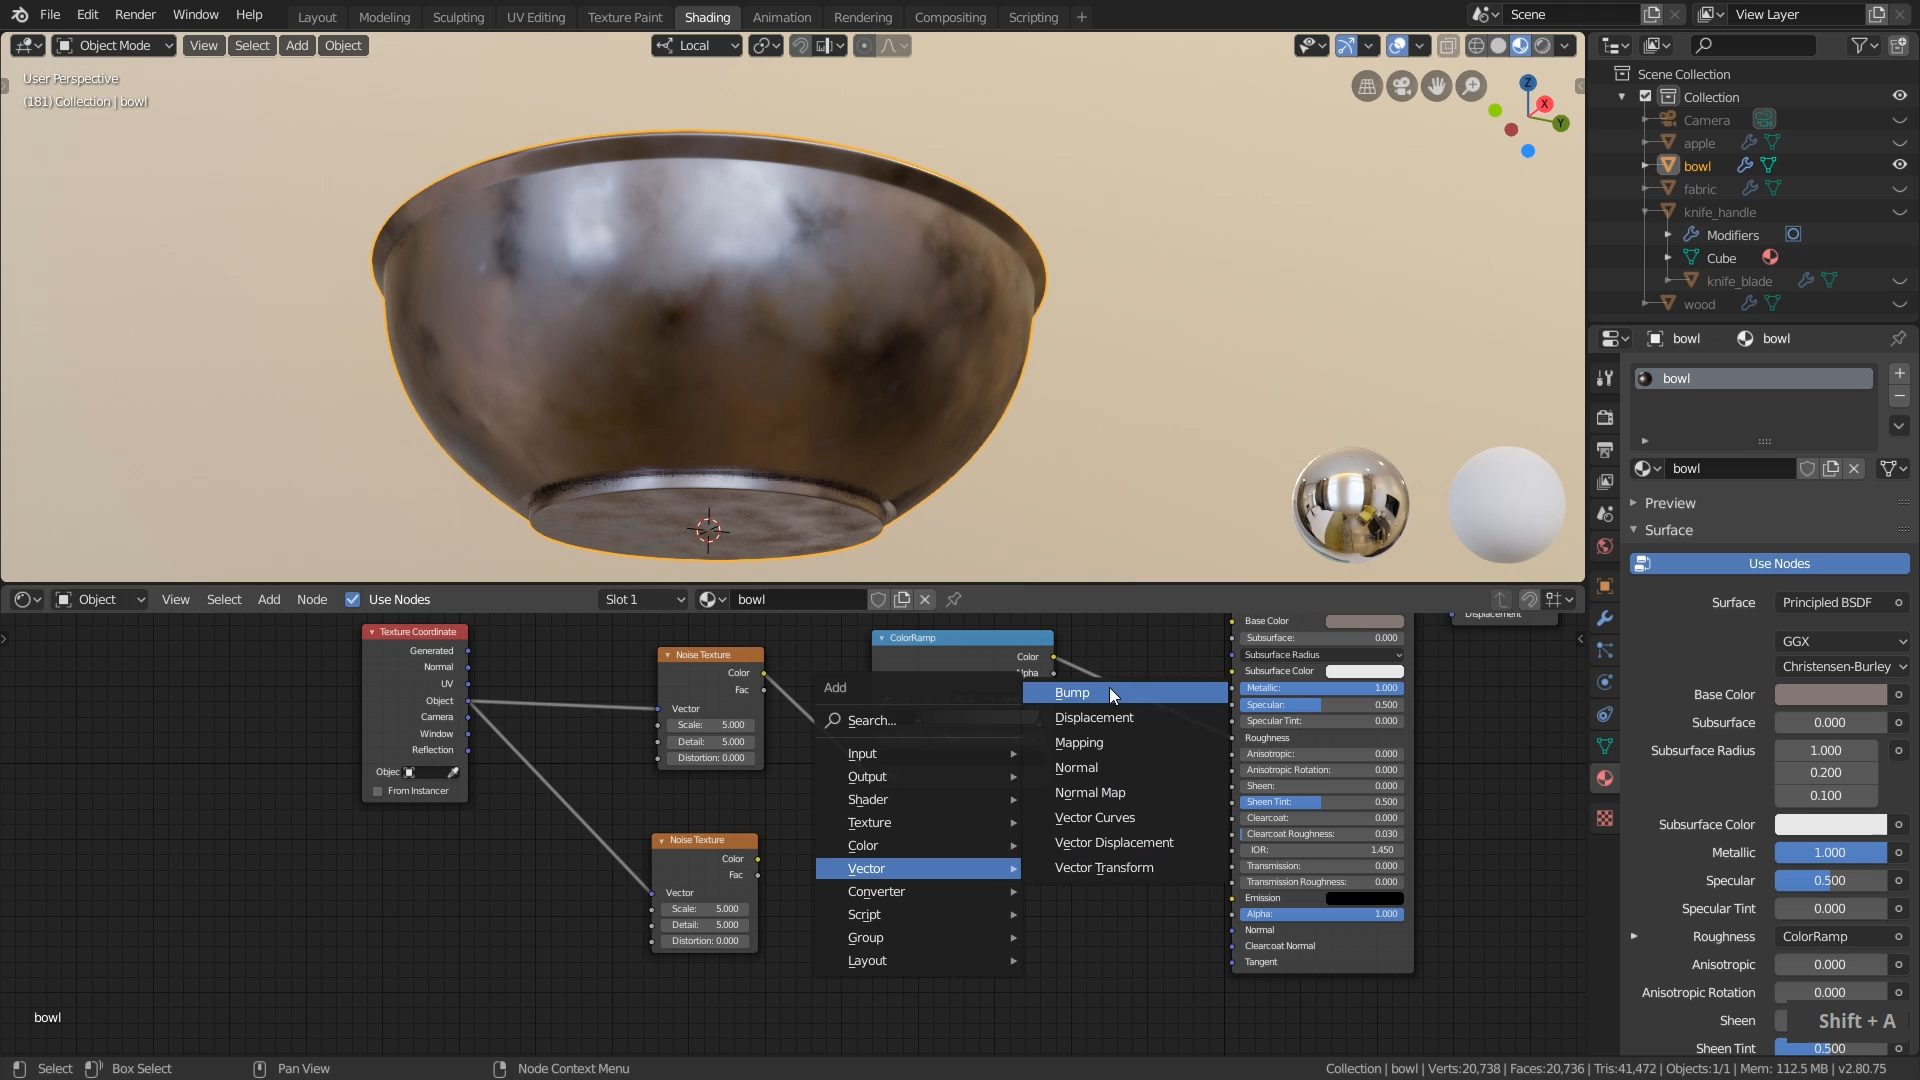 File Edit Render Window Help Layout Modeling Sculpting UV Editing Texture Paint Shading Animation Rendering Compositing Scripting + Scene View Layer
Object Mode View Select Add Object Local
User Perspective
(181) Collection | bowl
Z
X
Y
Scene Collection
Collection
Camera
apple
bowl
fabric
knife_handle
Modifiers
Cube
knife_blade
wood
bowl bowl
bowl
bowl
Preview
Surface
Use Nodes
Surface Principled BSDF
GGX
Christensen-Burley
Base Color
Subsurface 0.000
Subsurface Radius 1.000
0.200
0.100
Subsurface Color
Metallic 1.000
Specular 0.500
Specular Tint 0.000
Roughness ColorRamp
Anisotropic 0.000
Anisotropic Rotation 0.000
Sheen
Sheen Tint 0.500
Shift + A
Object View Select Add Node Use Nodes Slot 1 bowl
Texture Coordinate
Generated
Normal
UV
Object
Camera
Window
Reflection
Objec
From Instancer
Noise Texture
Color
Fac
Vector
Scale: 5.000
Detail: 5.000
Distortion: 0.000
Noise Texture
Color
Fac
Vector
Scale: 5.000
Detail: 5.000
Distortion: 0.000
ColorRamp
Color
Alpha
Add
Search...
Input
Output
Shader
Texture
Color
Vector
Converter
Script
Group
Layout
Bump
Displacement
Mapping
Normal
Normal Map
Vector Curves
Vector Displacement
Vector Transform
Base Color
Subsurface: 0.000
Subsurface Radius
Subsurface Color
Metallic: 1.000
Specular: 0.500
Specular Tint: 0.000
Roughness
Anisotropic: 0.000
Anisotropic Rotation: 0.000
Sheen: 0.000
Sheen Tint: 0.500
Clearcoat: 0.000
Clearcoat Roughness: 0.030
IOR: 1.450
Transmission: 0.000
Transmission Roughness: 0.000
Emission
Alpha: 1.000
Normal
Clearcoat Normal
Tangent
Displacement
bowl
Select Box Select Pan View Node Context Menu Collection | bowl | Verts:20,738 | Faces:20,736 | Tris:41,472 | Objects:1/1 | Mem: 112.5 MB | v2.80.75